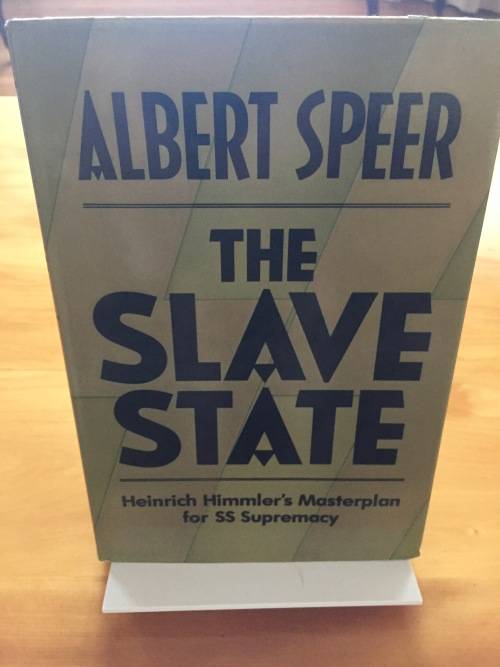 ALBERT SPEER
THE
SLAVE
STATE
Heinrich Himmler's Masterplan
for SS Supremacy